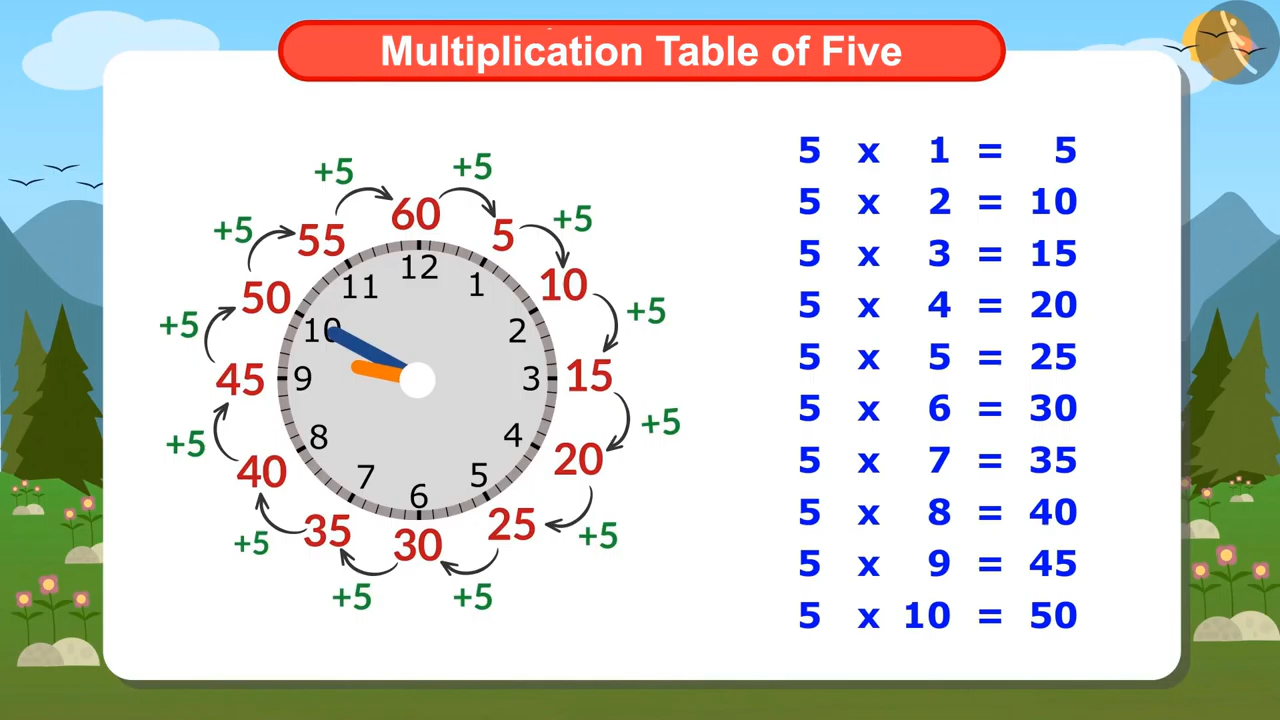 Multiplication Table of Five
+5 +5
+5 55 60 5 +5
50 11 12 1 10
+5 10 2 +5
45 9 3 15
+5 8 4 +5
40 7 6 5 20
+5 35 30 25 +5
+5 +5
5 x 1 = 5
5 x 2 = 10
5 x 3 = 15
5 x 4 = 20
5 x 5 = 25
5 x 6 = 30
5 x 7 = 35
5 x 8 = 40
5 x 9 = 45
5 x 10 = 50